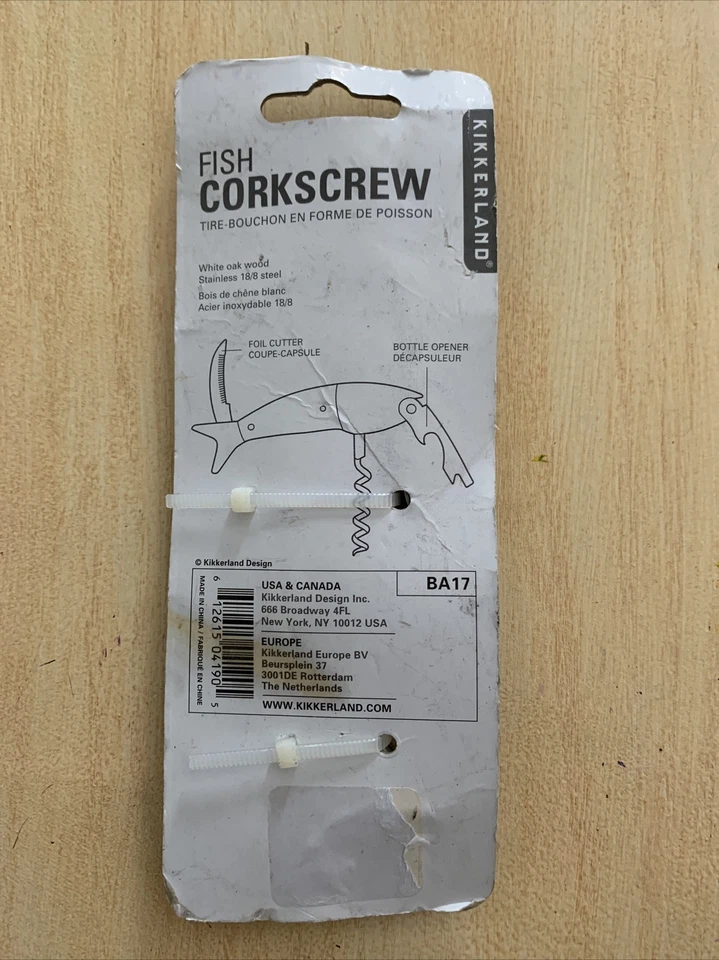 KIKKERLAND®
FISH
CORKSCREW
TIRE-BOUCHON EN FORME DE POISSON
White oak wood
Stainless 18/8 steel
Bois de chêne blanc
Acier inoxydable 18/8
FOIL CUTTER
COUPE-CAPSULE
BOTTLE OPENER
DÉCAPSULEUR
© Kikkerland Design
MADE IN CHINA / FABRIQUÉ EN CHINE
6 12615 04190 5
BA17
USA & CANADA
Kikkerland Design Inc.
666 Broadway 4FL
New York, NY 10012 USA
EUROPE
Kikkerland Europe BV
Beursplein 37
3001DE Rotterdam
The Netherlands
WWW.KIKKERLAND.COM